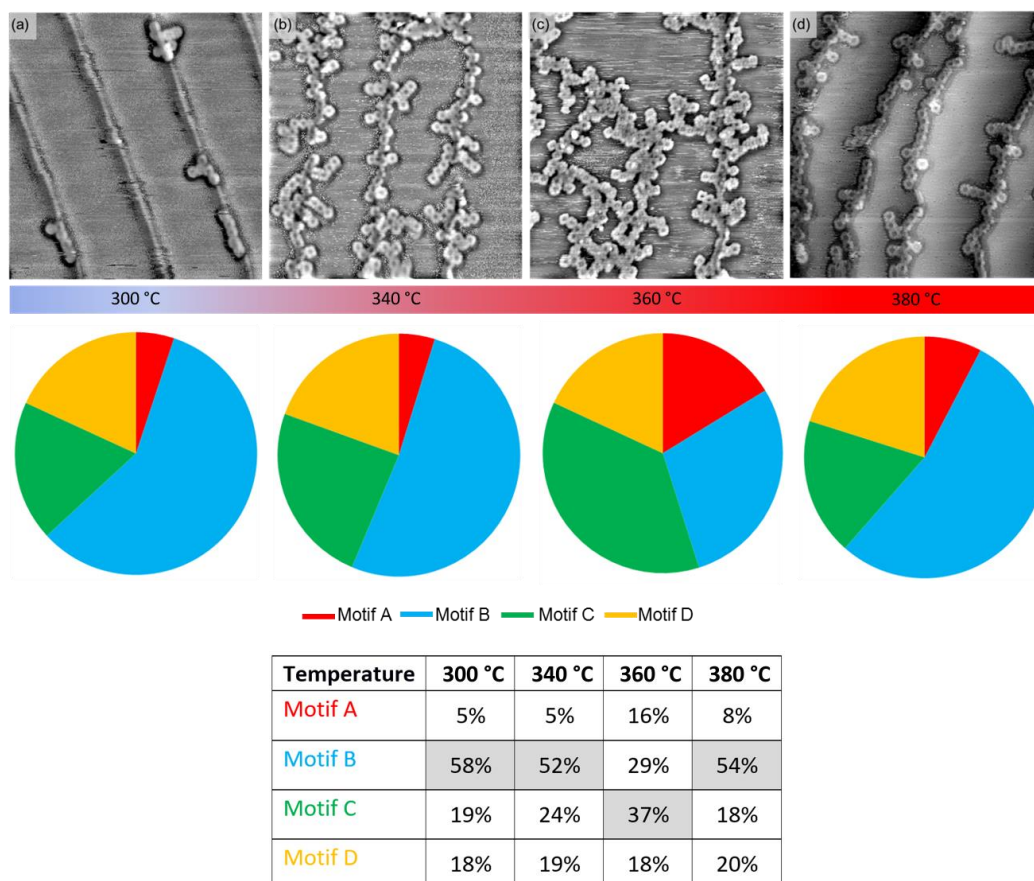 (a) (b) (c) (d)
300 °C 340 °C 360 °C 380 °C
Motif A Motif B Motif C Motif D
Temperature 300 °C 340 °C 360 °C 380 °C
Motif A 5% 5% 16% 8%
Motif B 58% 52% 29% 54%
Motif C 19% 24% 37% 18%
Motif D 18% 19% 18% 20%